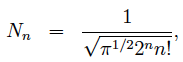 $N_n = \frac{1}{\sqrt{\pi^{1/2} 2^n n!}},$